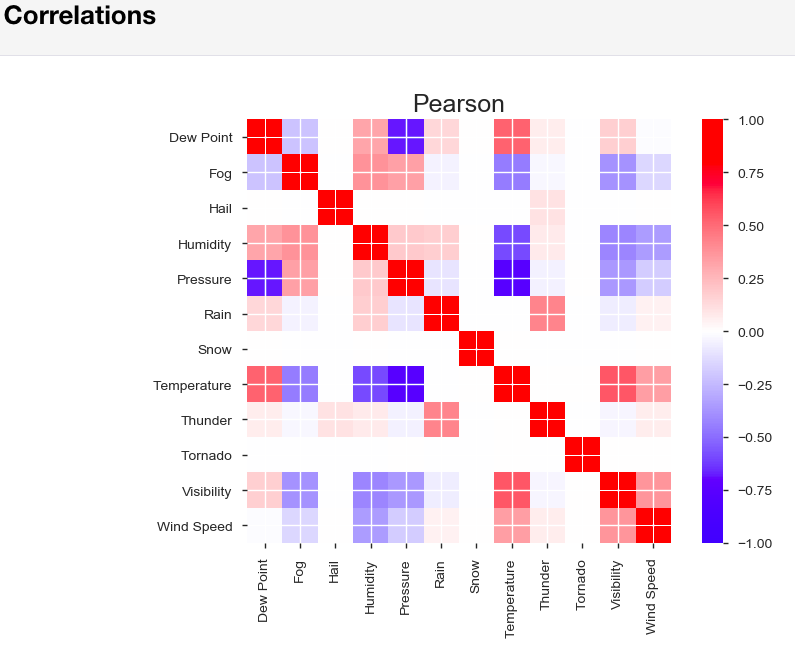 Correlations
Pearson
Dew Point
Fog
Hail
Humidity
Pressure
Rain
Snow
Temperature
Thunder
Tornado
Visibility
Wind Speed
1.00
0.75
0.50
0.25
0.00
−0.25
−0.50
−0.75
−1.00
Dew Point
Fog
Hail
Humidity
Pressure
Rain
Snow
Temperature
Thunder
Tornado
Visibility
Wind Speed